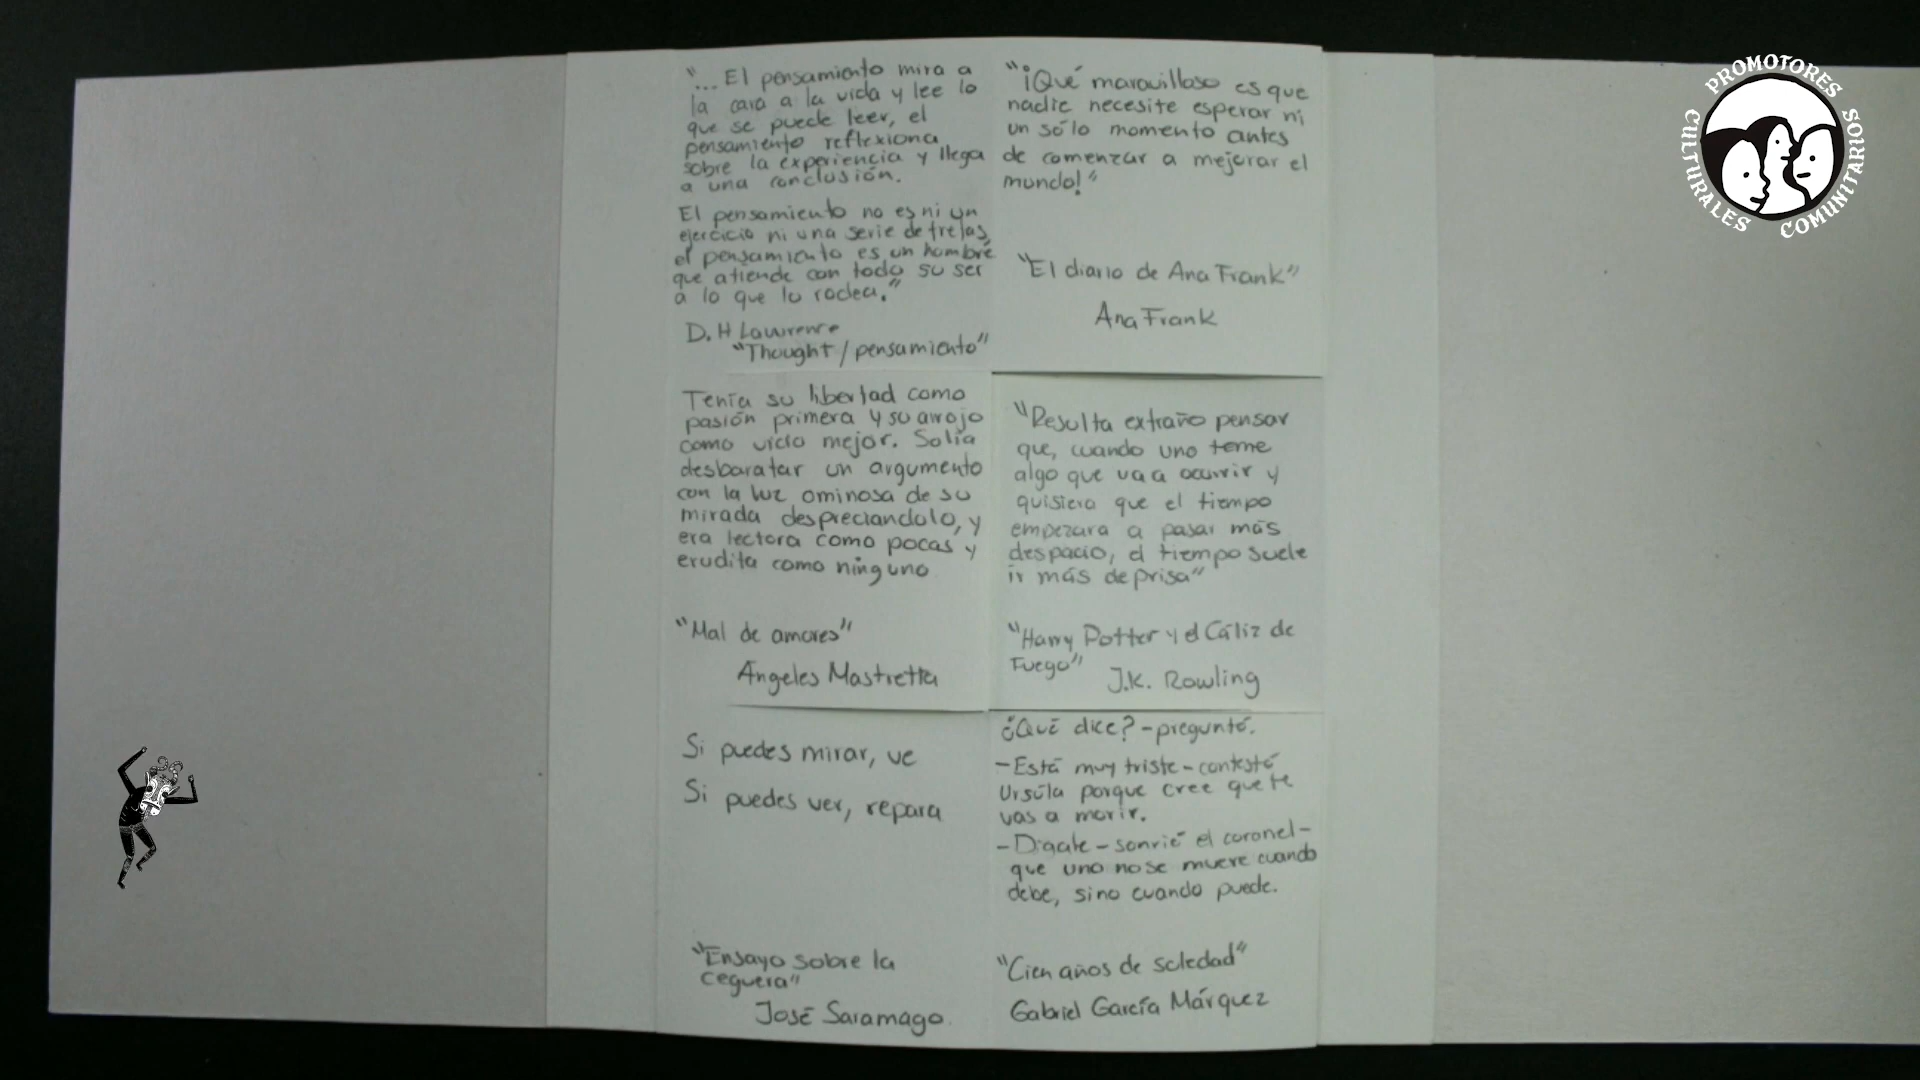 "... El pensamiento mira a
la cara a la vida y lee lo
que se puede leer, el
pensamiento reflexiona
sobre la experiencia y llega
a una conclusión.
El pensamiento no es ni un
ejercicio ni una serie de tretas,
el pensamiento es un hombre
que atiende con todo su ser
a lo que lo rodea."
D. H Lawrence
"Thought / pensamiento"
"¡Qué maravilloso es que
nadie necesite esperar ni
un sólo momento antes
de comenzar a mejorar el
mundo!"
"El diario de Ana Frank"
Ana Frank
Tenía su libertad como
pasión primera y su arrojo
como vicio mejor. Solía
desbaratar un argumento
con la luz ominosa de su
mirada despreciandolo, y
era lectora como pocas y
erudita como ninguno
"Mal de amores"
Ángeles Mastretta
"Resulta extraño pensar
que, cuando uno teme
algo que va a ocurrir y
quisiera que el tiempo
empezara a pasar más
despacio, el tiempo suele
ir más deprisa"
"Harry Potter y el Cáliz de
Fuego"
J.K. Rowling
Si puedes mirar, ve
Si puedes ver, repara
"Ensayo sobre la
ceguera"
José Saramago.
¿Qué dice? - preguntó.
- Está muy triste - contestó
Ursula porque cree que te
vas a morir.
- Digale - sonrió el coronel -
que uno no se muere cuando
debe, sino cuando puede.
"Cien años de soledad"
Gabriel García Márquez
PROMOTORES
CULTURALES
COMUNITARIOS